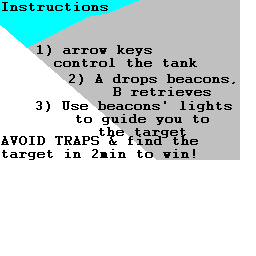 Instructions
1) arrow keys
control the tank
2) A drops beacons,
B retrieves
3) Use beacons' lights
to guide you to
the target
AVOID TRAPS & find the
target in 2min to win!